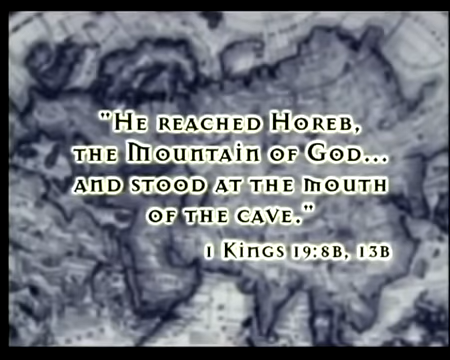 "He reached Horeb,
the Mountain of God...
and stood at the mouth
of the cave."
1 Kings 19:8b, 13b